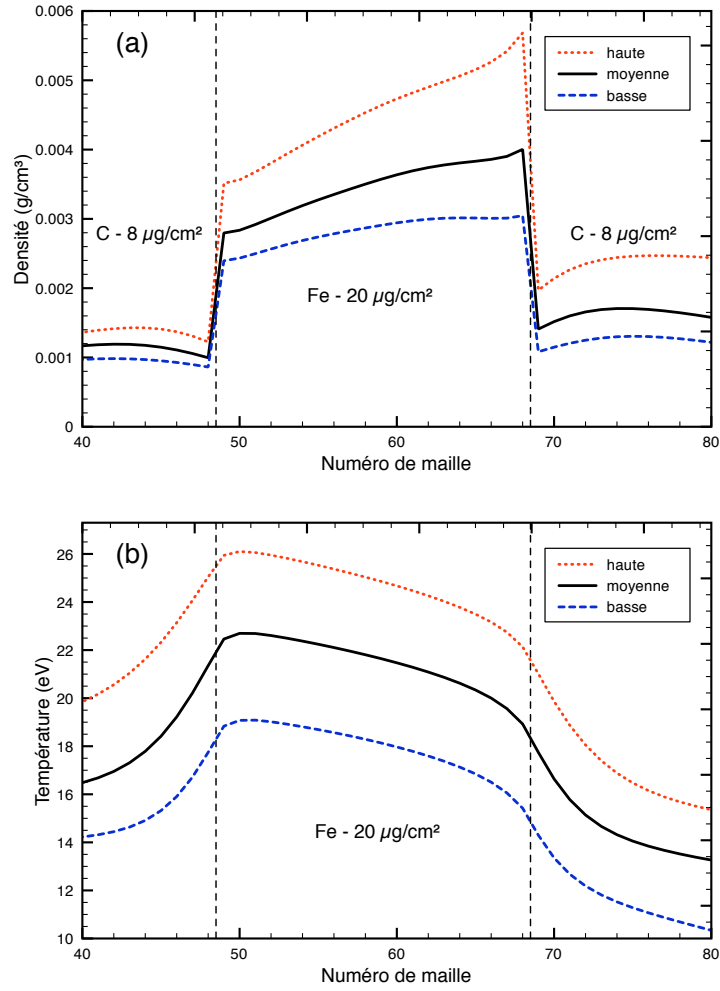 0.006
(a)
haute
0.005
moyenne
basse
0.004
Densité (g/cm³)
0.003
C - 8 µg/cm²
C - 8 µg/cm²
0.002
Fe - 20 µg/cm²
0.001
0
40
50
60
70
80
Numéro de maille
(b)
26
haute
moyenne
24
basse
22
20
Température (eV)
18
16
14
Fe - 20 µg/cm²
12
10
40
50
60
70
80
Numéro de maille